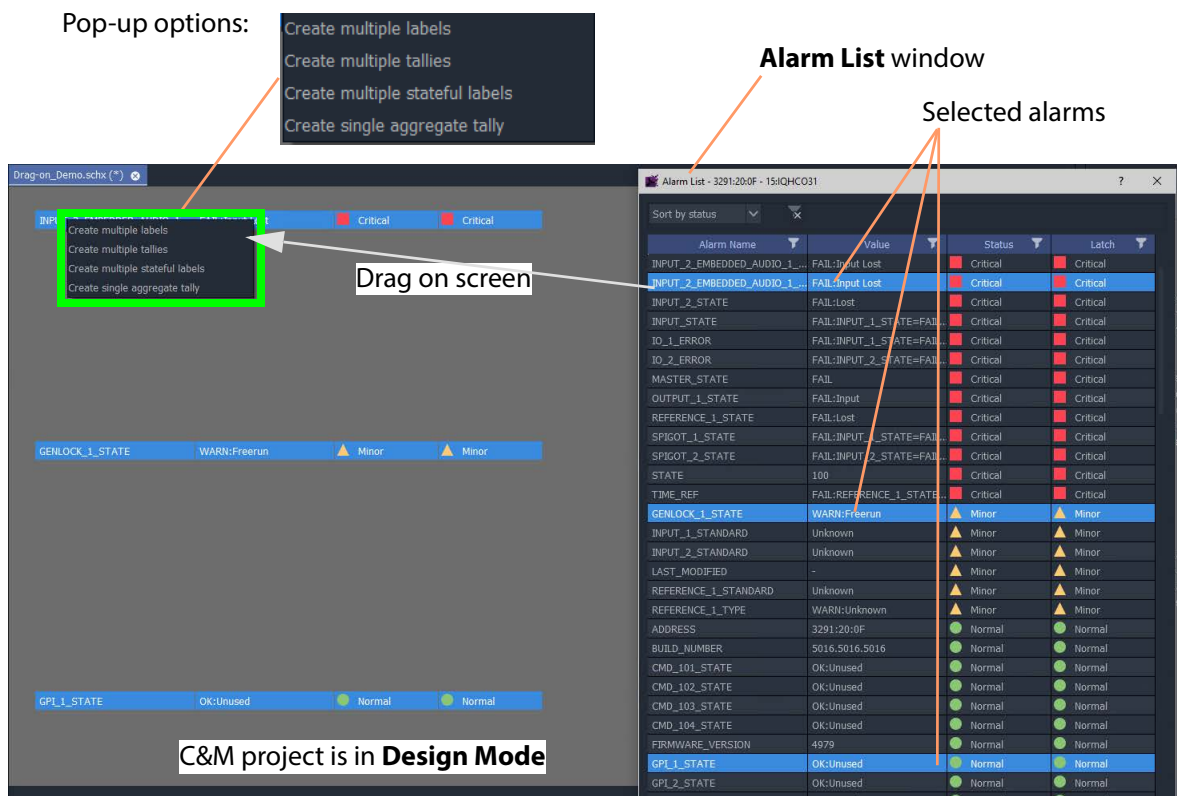 Pop-up options:
Create multiple labels
Create multiple tallies
Create multiple stateful labels
Create single aggregate tally
Alarm List window
Selected alarms
Drag-on_Demo.schx (*)
Critical Critical
Create multiple labels
Create multiple tallies
Create multiple stateful labels
Create single aggregate tally
Drag on screen
GENLOCK_1_STATE WARN:Freerun Minor Minor
GPI_1_STATE OK:Unused Normal Normal
C&M project is in Design Mode
Alarm List - 3291:20:0F - 15:IQHCO31 ? ×
Sort by status
Alarm Name Value Status Latch
INPUT_2_EMBEDDED_AUDIO_1_... FAIL:Input Lost Critical Critical
INPUT_2_EMBEDDED_AUDIO_1_... FAIL:Input Lost Critical Critical
INPUT_2_STATE FAIL:Lost Critical Critical
INPUT_STATE FAIL:INPUT_1_STATE=FAIL... Critical Critical
IO_1_ERROR FAIL:INPUT_1_STATE=FAIL... Critical Critical
IO_2_ERROR FAIL:INPUT_2_STATE=FAIL... Critical Critical
MASTER_STATE FAIL Critical Critical
OUTPUT_1_STATE FAIL:Input Critical Critical
REFERENCE_1_STATE FAIL:Lost Critical Critical
SPIGOT_1_STATE FAIL:INPUT_1_STATE=FAIL... Critical Critical
SPIGOT_2_STATE FAIL:INPUT_2_STATE=FAIL... Critical Critical
STATE 100 Critical Critical
TIME_REF FAIL:REFERENCE_1_STATE... Critical Critical
GENLOCK_1_STATE WARN:Freerun Minor Minor
INPUT_1_STANDARD Unknown Minor Minor
INPUT_2_STANDARD Unknown Minor Minor
LAST_MODIFIED - Minor Minor
REFERENCE_1_STANDARD Unknown Minor Minor
REFERENCE_1_TYPE WARN:Unknown Minor Minor
ADDRESS 3291:20:0F Normal Normal
BUILD_NUMBER 5016.5016.5016 Normal Normal
CMD_101_STATE OK:Unused Normal Normal
CMD_102_STATE OK:Unused Normal Normal
CMD_103_STATE OK:Unused Normal Normal
CMD_104_STATE OK:Unused Normal Normal
FIRMWARE_VERSION 4979 Normal Normal
GPI_1_STATE OK:Unused Normal Normal
GPI_2_STATE OK:Unused Normal Normal